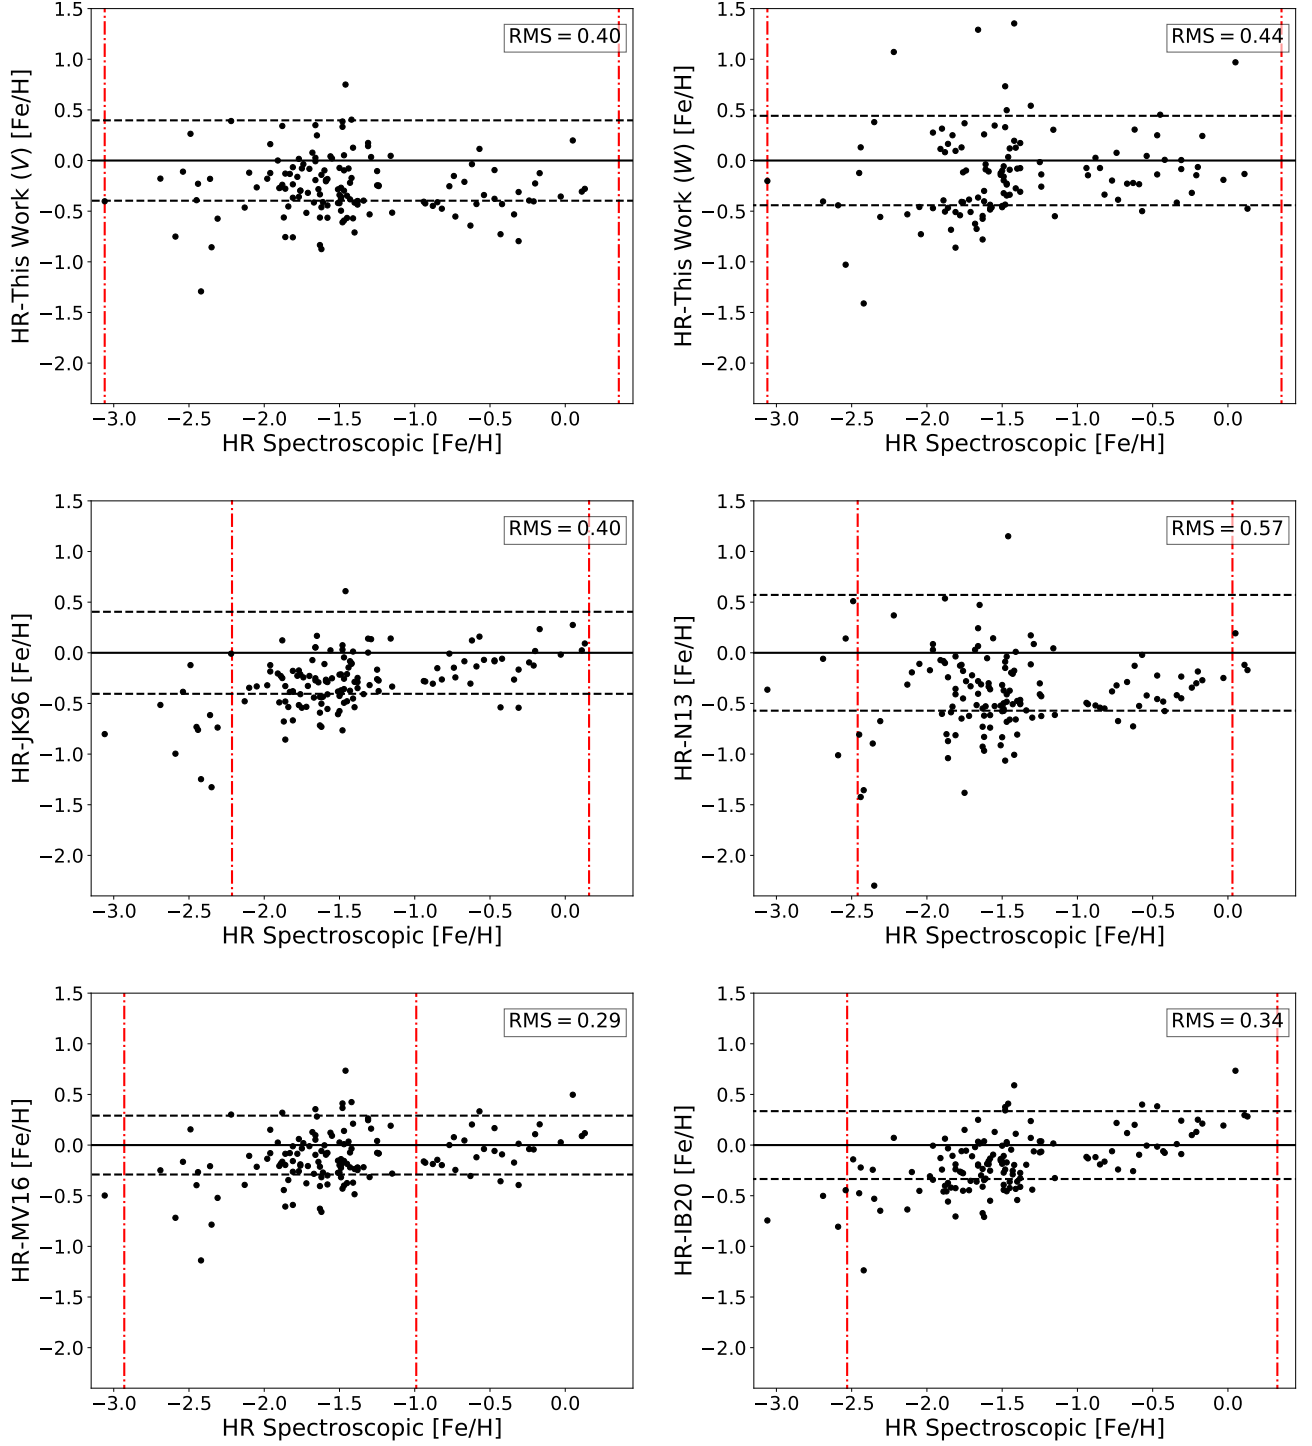 1.5
1.0
0.5
0.0
−0.5
−1.0
−1.5
−2.0
HR-This Work (V) [Fe/H]
RMS = 0.40
−3.0 −2.5 −2.0 −1.5 −1.0 −0.5 0.0
HR Spectroscopic [Fe/H]
1.5
1.0
0.5
0.0
−0.5
−1.0
−1.5
−2.0
HR-This Work (W) [Fe/H]
RMS = 0.44
−3.0 −2.5 −2.0 −1.5 −1.0 −0.5 0.0
HR Spectroscopic [Fe/H]
1.5
1.0
0.5
0.0
−0.5
−1.0
−1.5
−2.0
HR-JK96 [Fe/H]
RMS = 0.40
−3.0 −2.5 −2.0 −1.5 −1.0 −0.5 0.0
HR Spectroscopic [Fe/H]
1.5
1.0
0.5
0.0
−0.5
−1.0
−1.5
−2.0
HR-N13 [Fe/H]
RMS = 0.57
−3.0 −2.5 −2.0 −1.5 −1.0 −0.5 0.0
HR Spectroscopic [Fe/H]
1.5
1.0
0.5
0.0
−0.5
−1.0
−1.5
−2.0
HR-MV16 [Fe/H]
RMS = 0.29
−3.0 −2.5 −2.0 −1.5 −1.0 −0.5 0.0
HR Spectroscopic [Fe/H]
1.5
1.0
0.5
0.0
−0.5
−1.0
−1.5
−2.0
HR-IB20 [Fe/H]
RMS = 0.34
−3.0 −2.5 −2.0 −1.5 −1.0 −0.5 0.0
HR Spectroscopic [Fe/H]